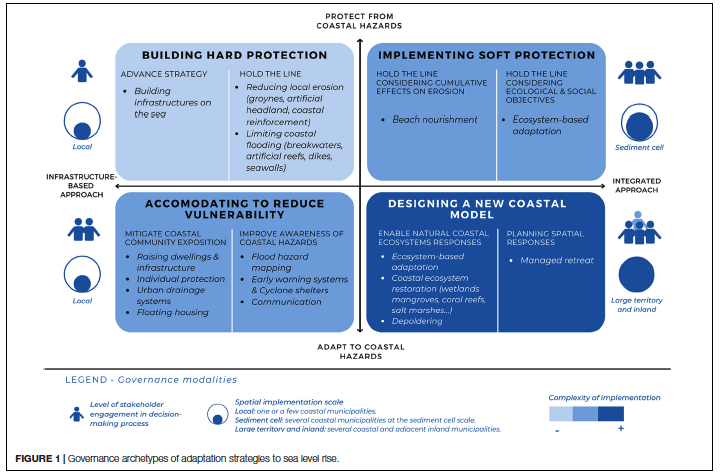 PROTECT FROM
COASTAL HAZARDS
BUILDING HARD PROTECTION
ADVANCE STRATEGY
• Building
infrastructures on
the sea
HOLD THE LINE
• Reducing local erosion
(groynes, artificial
headland, coastal
reinforcement)
• Limiting coastal
flooding (breakwaters,
artificial reefs, dikes,
seawalls)
Local
IMPLEMENTING SOFT PROTECTION
HOLD THE LINE
CONSIDERING CUMULATIVE
EFFECTS ON EROSION
• Beach nourishment
HOLD THE LINE
CONSIDERING
ECOLOGICAL & SOCIAL
OBJECTIVES
• Ecosystem-based
adaptation
Sediment cell
INFRASTRUCTURE-
BASED
APPROACH
INTEGRATED
APPROACH
ACCOMODATING TO REDUCE
VULNERABILITY
MITIGATE COASTAL
COMMUNITY EXPOSITION
• Raising dwellings &
infrastructure
• Individual protection
• Urban drainage
systems
• Floating housing
IMPROVE AWARENESS OF
COASTAL HAZARDS
• Flood hazard
mapping
• Early warning systems
& Cyclone shelters
• Communication
Local
DESIGNING A NEW COASTAL
MODEL
ENABLE NATURAL COASTAL
ECOSYSTEMS RESPONSES
• Ecosystem-based
adaptation
• Coastal ecosystem
restoration (wetlands
mangroves, coral reefs,
salt marshes...)
• Depoldering
PLANNING SPATIAL
RESPONSES
• Managed retreat
Large territory
and inland
ADAPT TO COASTAL
HAZARDS
LEGEND - Governance modalities
Level of stakeholder
engagement in decision-
making process
Spatial implementation scale
Local: one or a few coastal municipalities.
Sediment cell: several coastal municipalities at the sediment cell scale.
Large territory and inland: several coastal and adjacent inland municipalities.
Complexity of implementation
- +
FIGURE 1 | Governance archetypes of adaptation strategies to sea level rise.